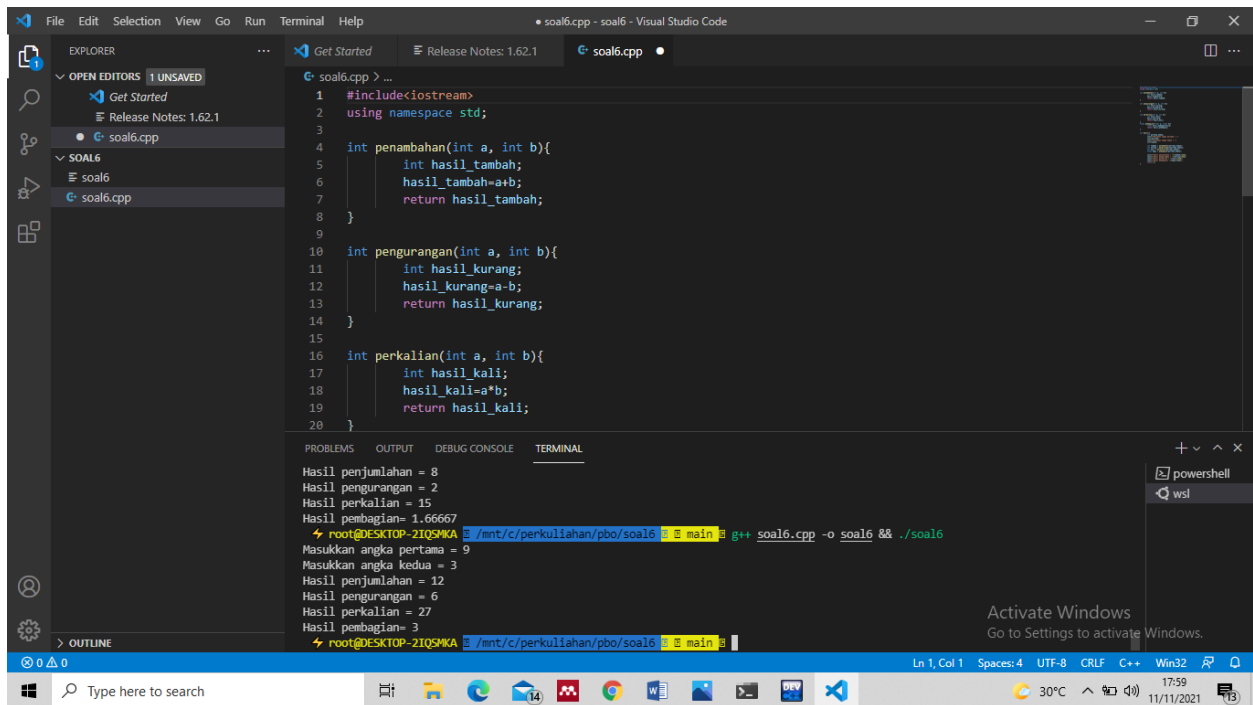 File Edit Selection View Go Run Terminal Help
● soal6.cpp - soal6 - Visual Studio Code
EXPLORER
OPEN EDITORS 1 UNSAVED
Get Started
Release Notes: 1.62.1
soal6.cpp
SOAL6
soal6
soal6.cpp
OUTLINE
1
Get Started Release Notes: 1.62.1 soal6.cpp
soal6.cpp > ...
1 #include<iostream>
2 using namespace std;
3
4 int penambahan(int a, int b){
5 int hasil_tambah;
6 hasil_tambah=a+b;
7 return hasil_tambah;
8 }
9
10 int pengurangan(int a, int b){
11 int hasil_kurang;
12 hasil_kurang=a-b;
13 return hasil_kurang;
14 }
15
16 int perkalian(int a, int b){
17 int hasil_kali;
18 hasil_kali=a*b;
19 return hasil_kali;
20 }
PROBLEMS OUTPUT DEBUG CONSOLE TERMINAL
Hasil penjumlahan = 8
Hasil pengurangan = 2
Hasil perkalian = 15
Hasil pembagian= 1.66667
root@DESKTOP-2IQSMKA /mnt/c/perkuliahan/pbo/soal6 main g++ soal6.cpp -o soal6 && ./soal6
Masukkan angka pertama = 9
Masukkan angka kedua = 3
Hasil penjumlahan = 12
Hasil pengurangan = 6
Hasil perkalian = 27
Hasil pembagian= 3
root@DESKTOP-2IQSMKA /mnt/c/perkuliahan/pbo/soal6 main
powershell
wsl
Activate Windows
Go to Settings to activate Windows.
0 0
Ln 1, Col 1 Spaces: 4 UTF-8 CRLF C++ Win32
Type here to search
14
DEV
30°C
17:59
11/11/2021
13